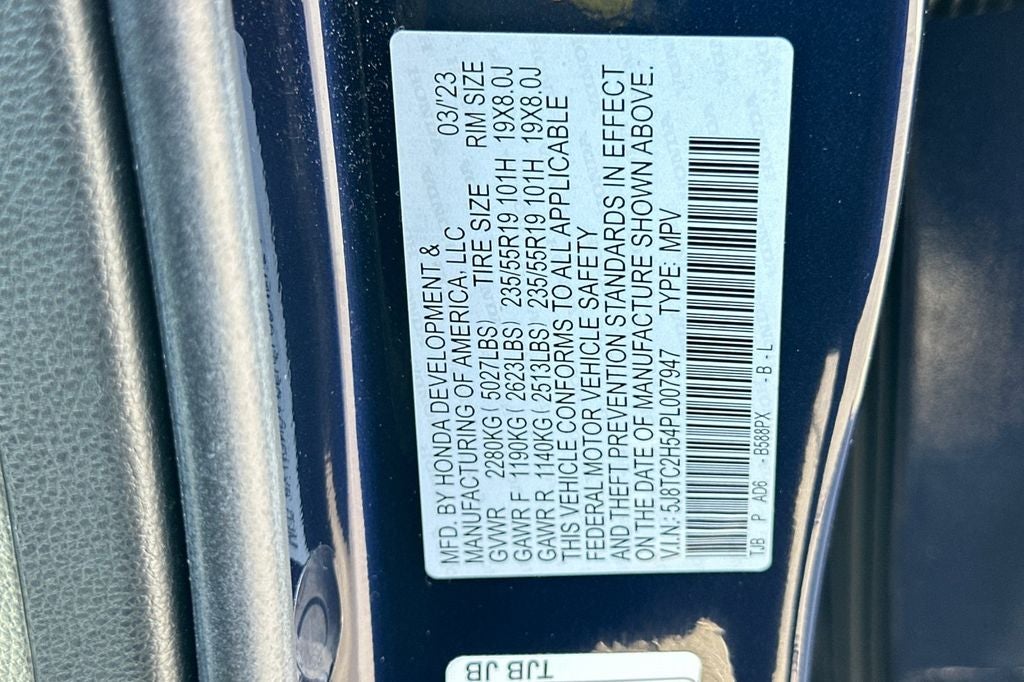 MFD. BY HONDA DEVELOPMENT &
MANUFACTURING OF AMERICA, LLC 03/'23
GVWR 2280KG ( 5027LBS) TIRE SIZE RIM SIZE
GAWR F 1190KG ( 2623LBS) 235/55R19 101H 19X8.0J
GAWR R 1140KG ( 2513LBS) 235/55R19 101H 19X8.0J
THIS VEHICLE CONFORMS TO ALL APPLICABLE
FEDERAL MOTOR VEHICLE SAFETY
AND THEFT PREVENTION STANDARDS IN EFFECT
ON THE DATE OF MANUFACTURE SHOWN ABOVE.
V.I.N.: 5J8TC2H54PL007947 TYPE: MPV
TJB P AD6 -B588PX -B-L
TJB JB